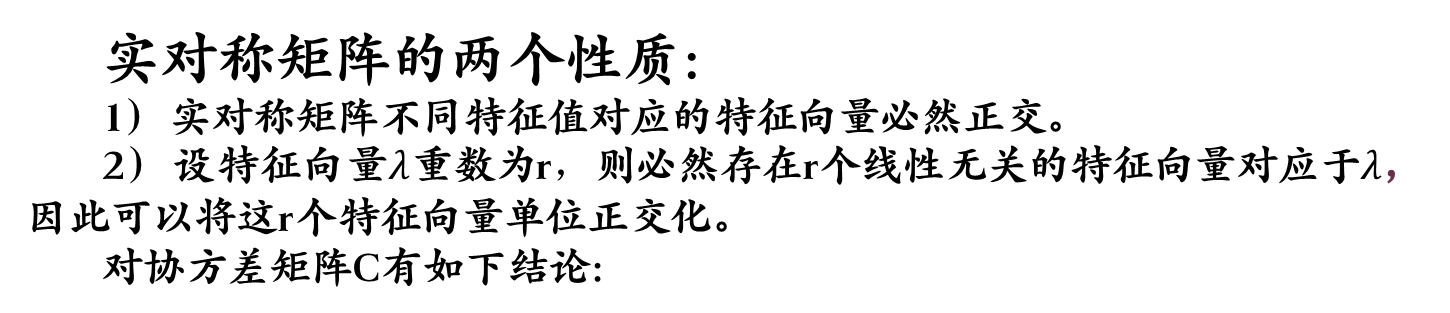 实对称矩阵的两个性质：
1）实对称矩阵不同特征值对应的特征向量必然正交。
2）设特征向量λ重数为r，则必然存在r个线性无关的特征向量对应于λ，
因此可以将这r个特征向量单位正交化。
对协方差矩阵C有如下结论：